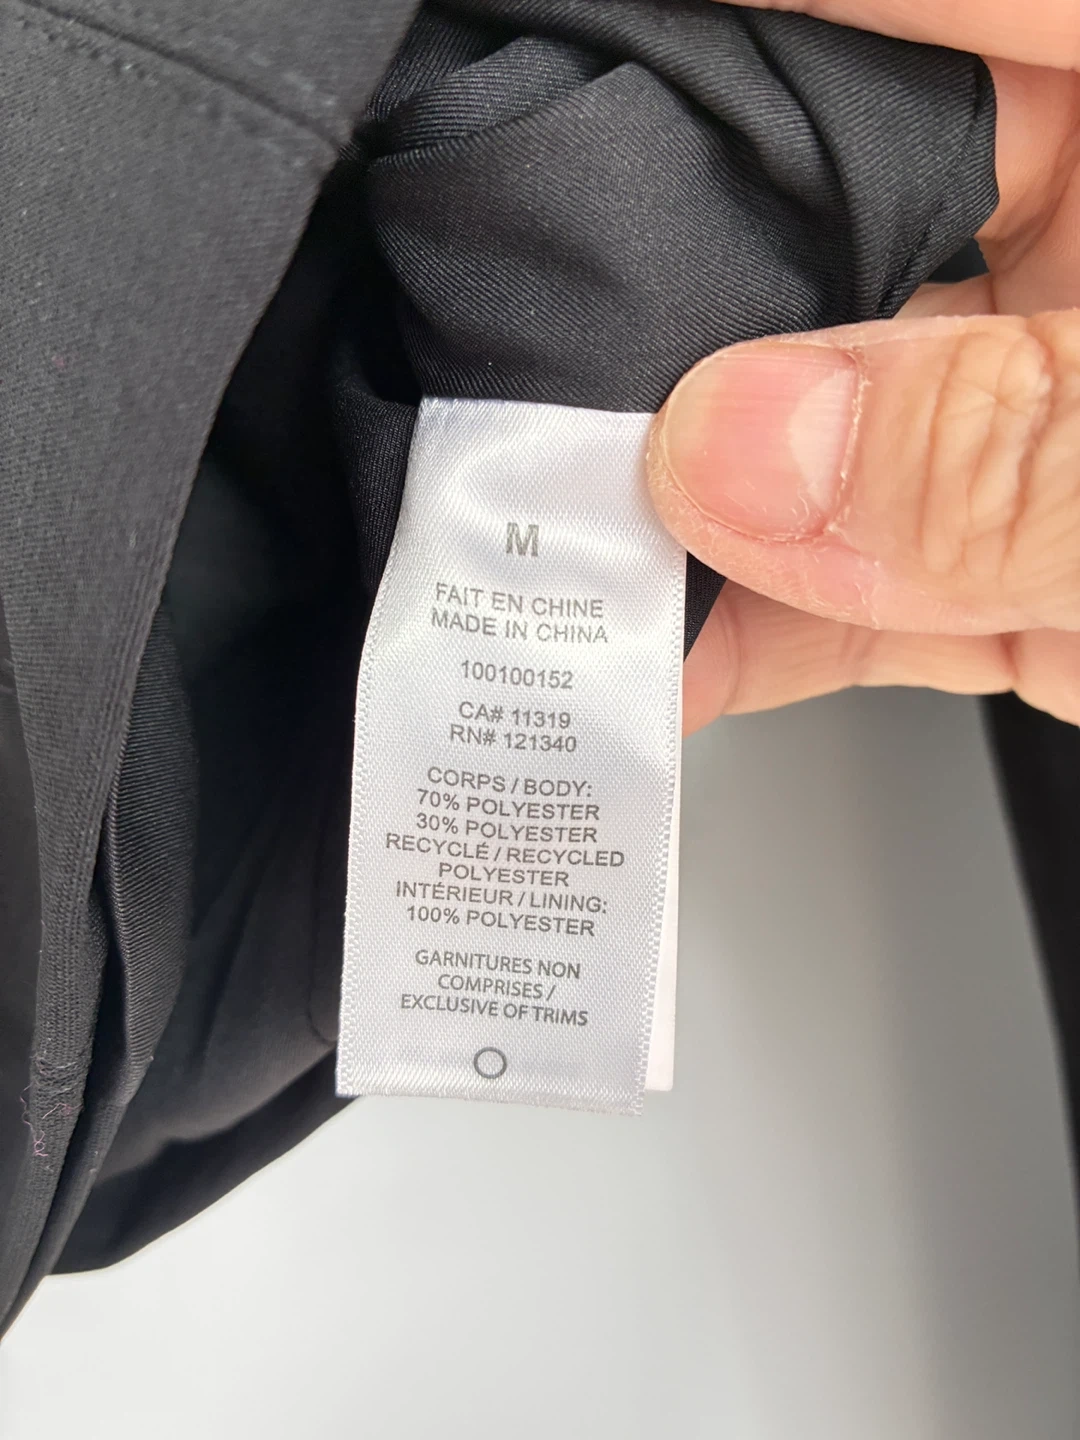 M
FAIT EN CHINE
MADE IN CHINA
100100152
CA# 11319
RN# 121340
CORPS / BODY:
70% POLYESTER
30% POLYESTER
RECYCLÉ / RECYCLED
POLYESTER
INTÉRIEUR / LINING:
100% POLYESTER
GARNITURES NON
COMPRISES /
EXCLUSIVE OF TRIMS